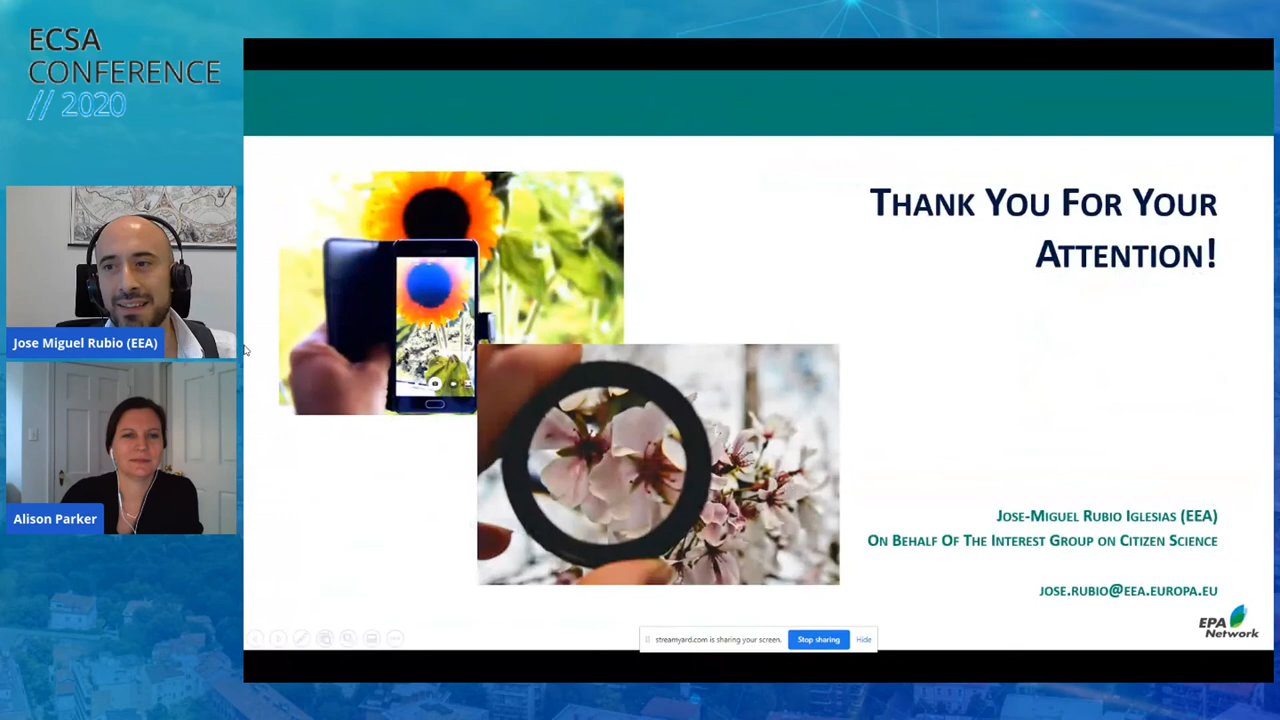 ECSA
CONFERENCE
// 2020
Jose Miguel Rubio (EEA)
Alison Parker
Thank You For Your
Attention!
Jose-Miguel Rubio Iglesias (EEA)
On Behalf Of The Interest Group on Citizen Science
jose.rubio@eea.europa.eu
EPA
Network
streamyard.com is sharing your screen.
Stop sharing
Hide